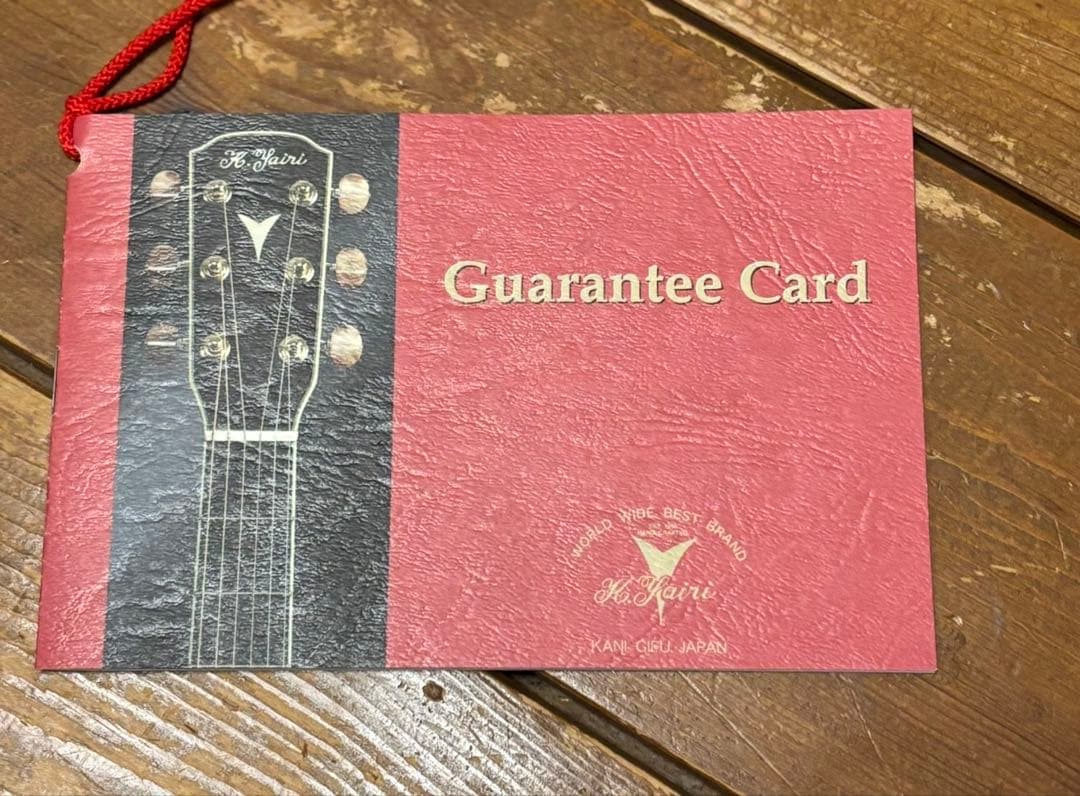 K. Yairi
Guarantee Card
WORLD WIDE BEST BRAND
K. Yairi
KANI GIFU, JAPAN